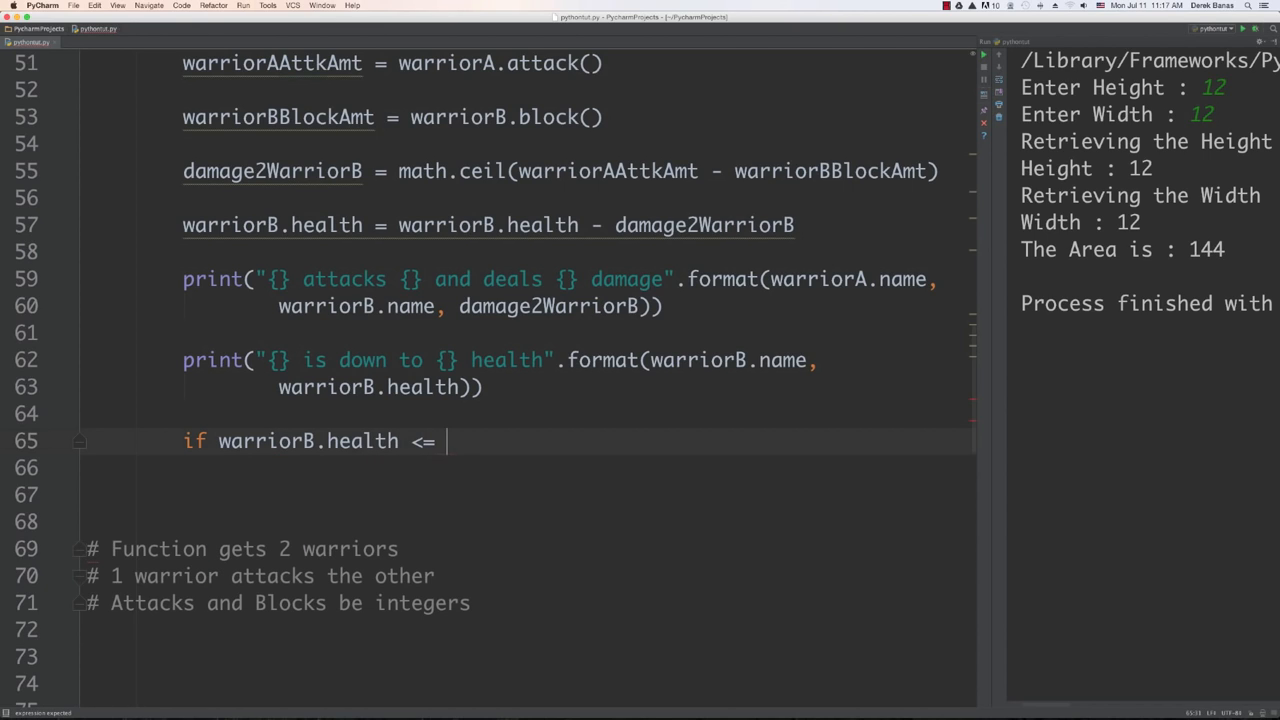 PyCharm File Edit View Navigate Code Refactor Run Tools VCS Window Help
10 Mon Jul 11 11:17 AM Derek Banas
pythontut.py - PycharmProjects - [~/PycharmProjects]
PycharmProjects pythontut.py pythontut
pythontut.py Run pythontut
51 warriorAAttkAmt = warriorA.attack()
52
53 warriorBBlockAmt = warriorB.block()
54
55 damage2WarriorB = math.ceil(warriorAAttkAmt - warriorBBlockAmt)
56
57 warriorB.health = warriorB.health - damage2WarriorB
58
59 print("{} attacks {} and deals {} damage".format(warriorA.name,
60 warriorB.name, damage2WarriorB))
61
62 print("{} is down to {} health".format(warriorB.name,
63 warriorB.health))
64
65 if warriorB.health <=
66
67
68
69 # Function gets 2 warriors
70 # 1 warrior attacks the other
71 # Attacks and Blocks be integers
72
73
74
/Library/Frameworks/Py
Enter Height : 12
Enter Width : 12
Retrieving the Height
Height : 12
Retrieving the Width
Width : 12
The Area is : 144
Process finished with
expression expected 65:31 LF UTF-8